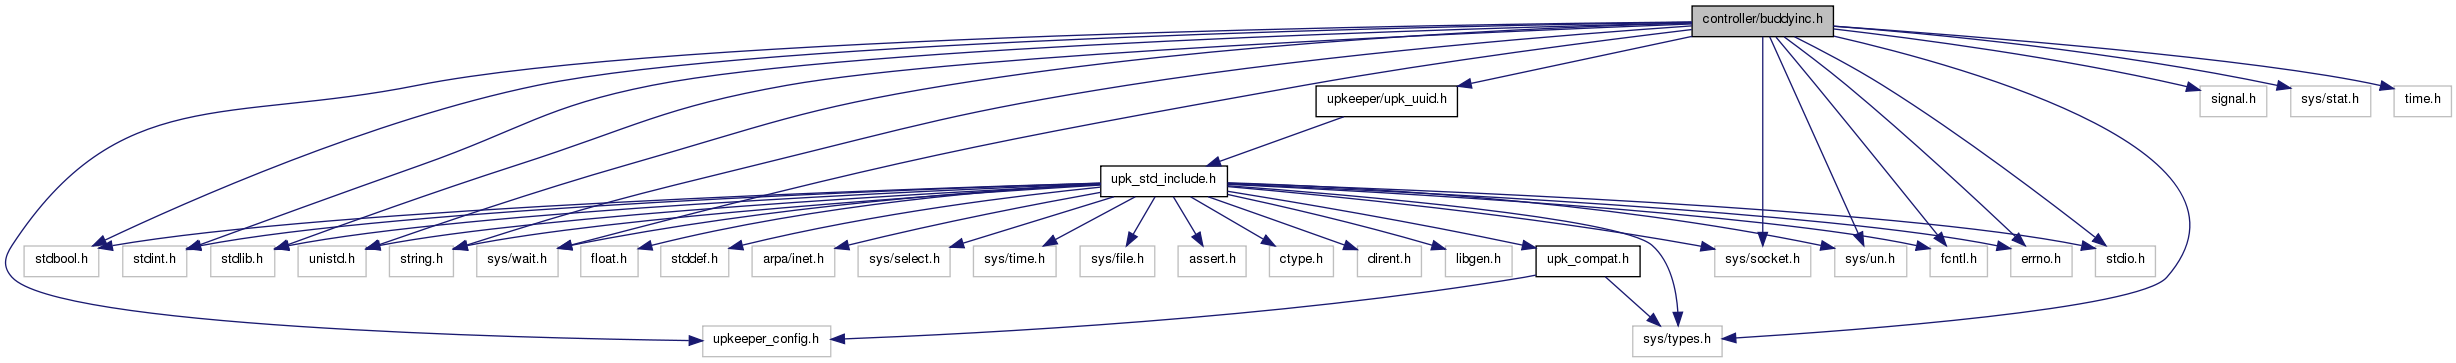 controller/buddyinc.h
upkeeper/upk_uuid.h
signal.h
sys/stat.h
time.h
upk_std_include.h
stdbool.h
stdint.h
stdlib.h
unistd.h
string.h
sys/wait.h
float.h
stddef.h
arpa/inet.h
sys/select.h
sys/time.h
sys/file.h
assert.h
ctype.h
dirent.h
libgen.h
upk_compat.h
sys/socket.h
sys/un.h
fcntl.h
errno.h
stdio.h
upkeeper_config.h
sys/types.h